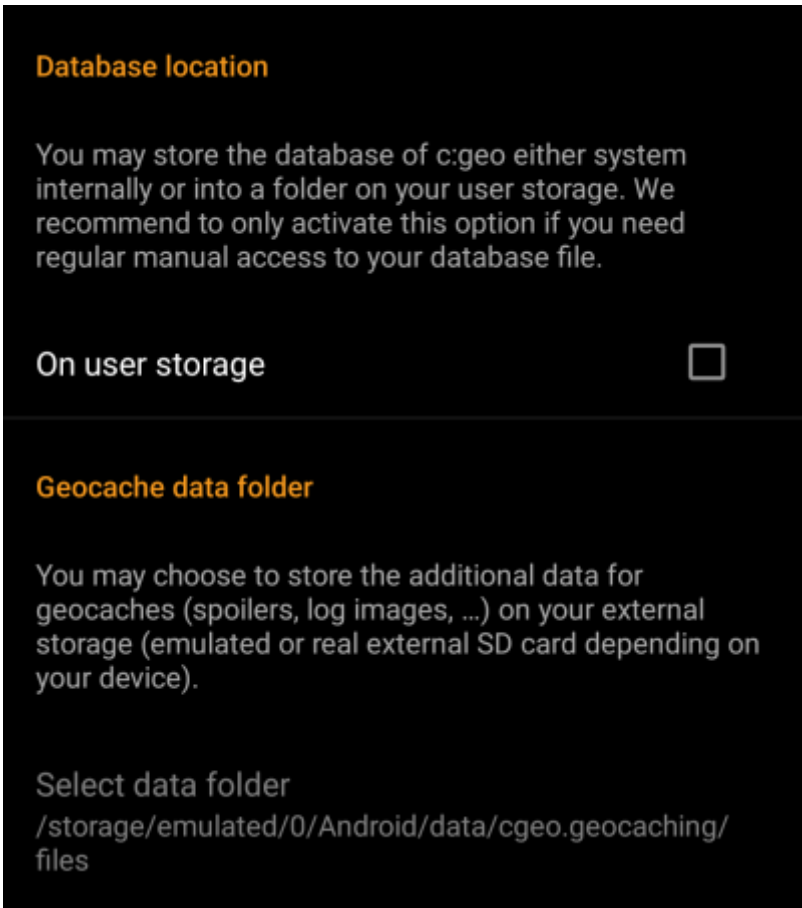 Database location
You may store the database of c:geo either system
internally or into a folder on your user storage. We
recommend to only activate this option if you need
regular manual access to your database file.
On user storage
Geocache data folder
You may choose to store the additional data for
geocaches (spoilers, log images, …) on your external
storage (emulated or real external SD card depending on
your device).
Select data folder
/storage/emulated/0/Android/data/cgeo.geocaching/
files